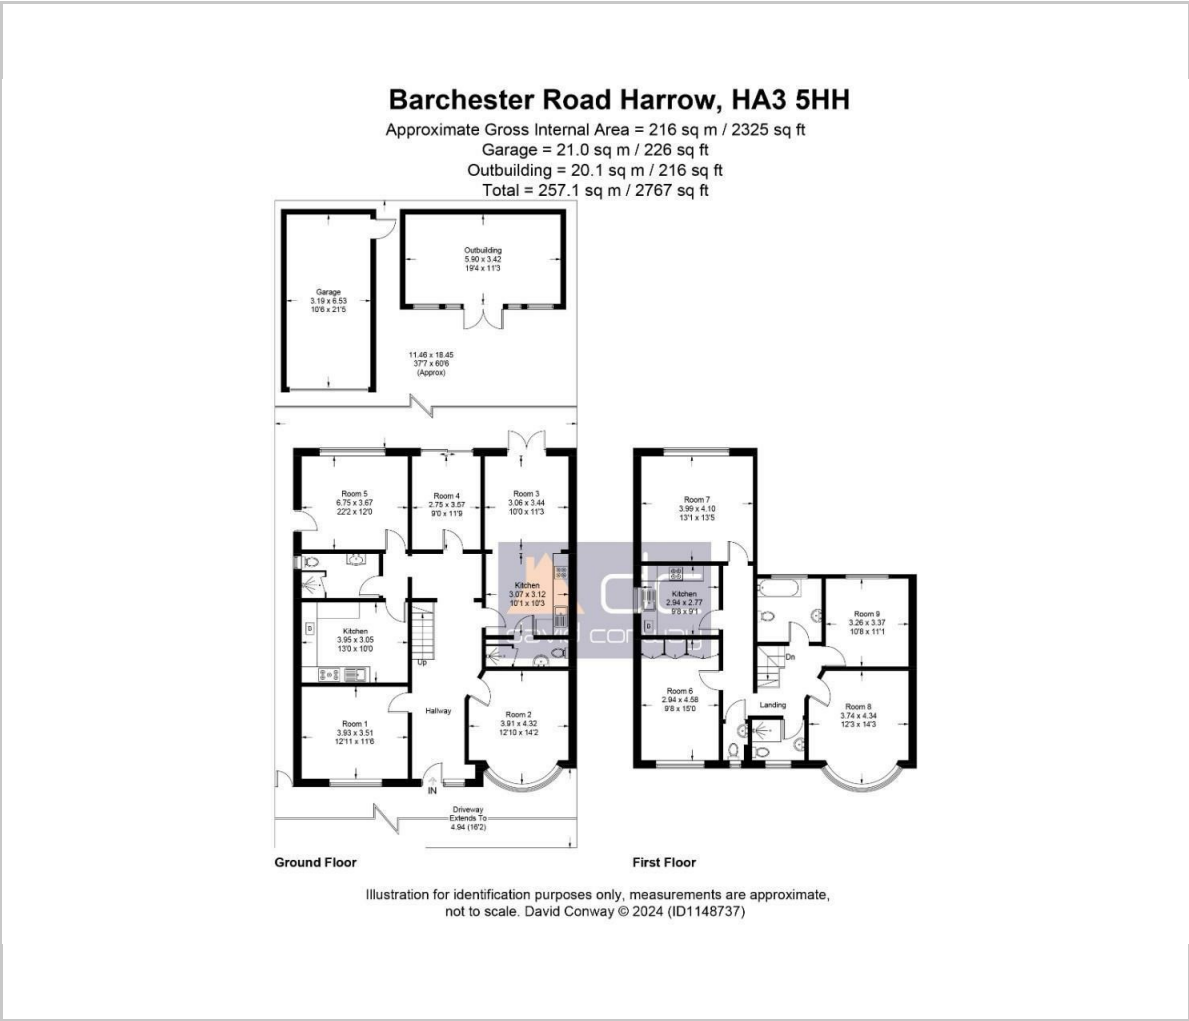 Barchester Road Harrow, HA3 5HH
Approximate Gross Internal Area = 216 sq m / 2325 sq ft
Garage = 21.0 sq m / 226 sq ft
Outbuilding = 20.1 sq m / 216 sq ft
Total = 257.1 sq m / 2767 sq ft
Outbuilding
5.90 x 3.42
19'4 x 11'3
Garage
3.19 x 6.53
10'6 x 21'5
11.46 x 18.45
37'7 x 60'6
(Approx)
Room 5
6.75 x 3.67
22'2 x 12'0
Room 4
2.75 x 3.57
9'0 x 11'9
Room 3
3.06 x 3.44
10'0 x 11'3
Kitchen
3.07 x 3.12
10'1 x 10'3
Kitchen
3.95 x 3.05
13'0 x 10'0
Up
Room 1
3.93 x 3.51
12'11 x 11'6
Hallway
Room 2
3.91 x 4.32
12'10 x 14'2
IN
Driveway
Extends To
4.94 (16'2)
Room 7
3.99 x 4.10
13'1 x 13'5
Kitchen
2.94 x 2.77
9'8 x 9'1
Room 9
3.26 x 3.37
10'8 x 11'1
Dn
Room 6
2.94 x 4.58
9'8 x 15'0
Landing
Room 8
3.74 x 4.34
12'3 x 14'3
dc
david conway
Ground Floor
First Floor
Illustration for identification purposes only, measurements are approximate,
not to scale. David Conway © 2024 (ID1148737)